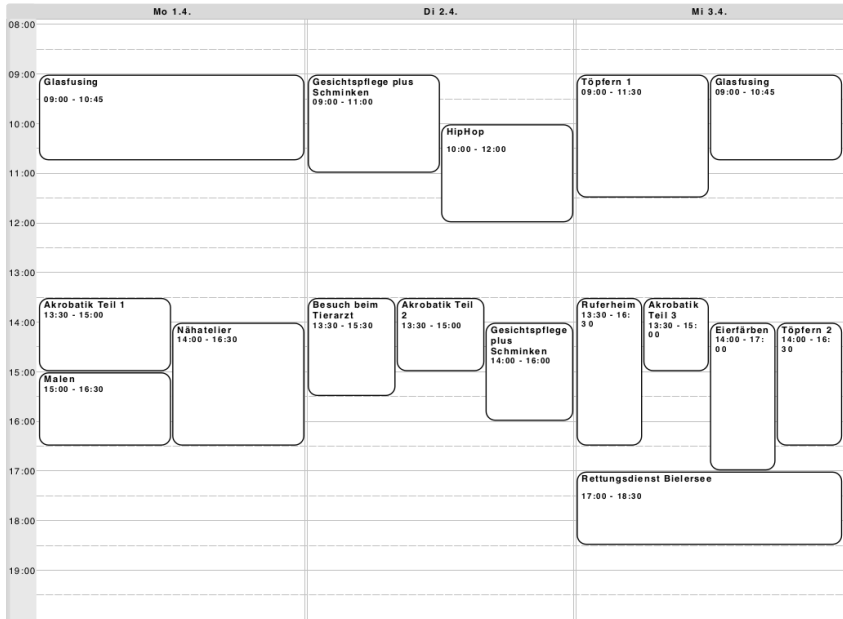 Mo 1.4.
Di 2.4.
Mi 3.4.
08:00
09:00
10:00
11:00
12:00
13:00
14:00
15:00
16:00
17:00
18:00
19:00
Glasfusing
09:00 - 10:45
Akrobatik Teil 1
13:30 - 15:00
Nähatelier
14:00 - 16:30
Malen
15:00 - 16:30
Gesichtspflege plus
Schminken
09:00 - 11:00
HipHop
10:00 - 12:00
Besuch beim
Tierarzt
13:30 - 15:30
Akrobatik Teil
2
13:30 - 15:00
Gesichtspflege
plus
Schminken
14:00 - 16:00
Töpfern 1
09:00 - 11:30
Glasfusing
09:00 - 10:45
Ruferheim
13:30 - 16:
30
Akrobatik
Teil 3
13:30 - 15:
00
Eierfärben
14:00 - 17:
00
Töpfern 2
14:00 - 16:
30
Rettungsdienst Bielersee
17:00 - 18:30